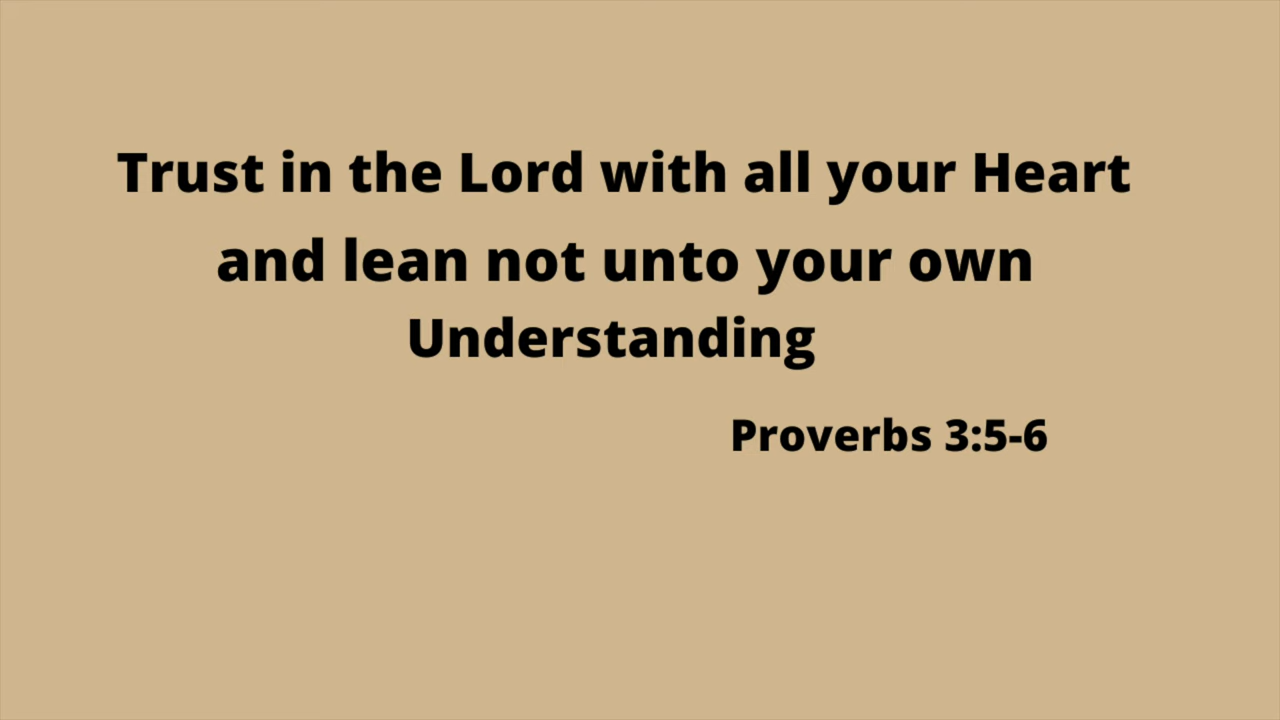 Trust in the Lord with all your Heart
and lean not unto your own
Understanding
Proverbs 3:5-6